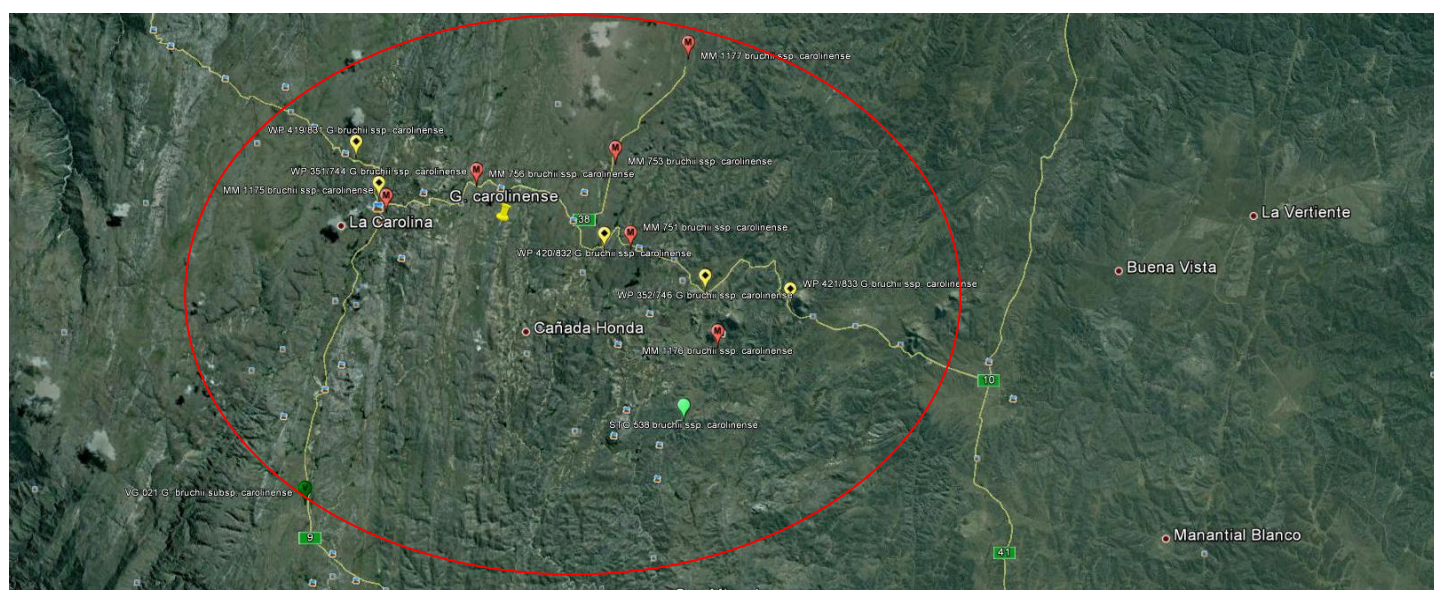 MM 1177 bruchii ssp. carolinense
WP 419/831 G bruchii ssp. carolinense
MM 753 bruchii ssp. carolinense
WP 351/744 G bruchii ssp. carolinense
MM 756 bruchii ssp. carolinense
MM 1175 bruchii ssp. carolinense
G. carolinense
La Carolina
38
MM 751 bruchii ssp. carolinense
La Vertiente
WP 420/832 G bruchii ssp. carolinense
Buena Vista
WP 421/833 G bruchii ssp. carolinense
WP 352/746 G bruchii ssp. carolinense
Cañada Honda
MM 1176 bruchii ssp. carolinense
10
STO 538 bruchii ssp. carolinense
VG 021 G. bruchii subsp. carolinense
9
Manantial Blanco
41